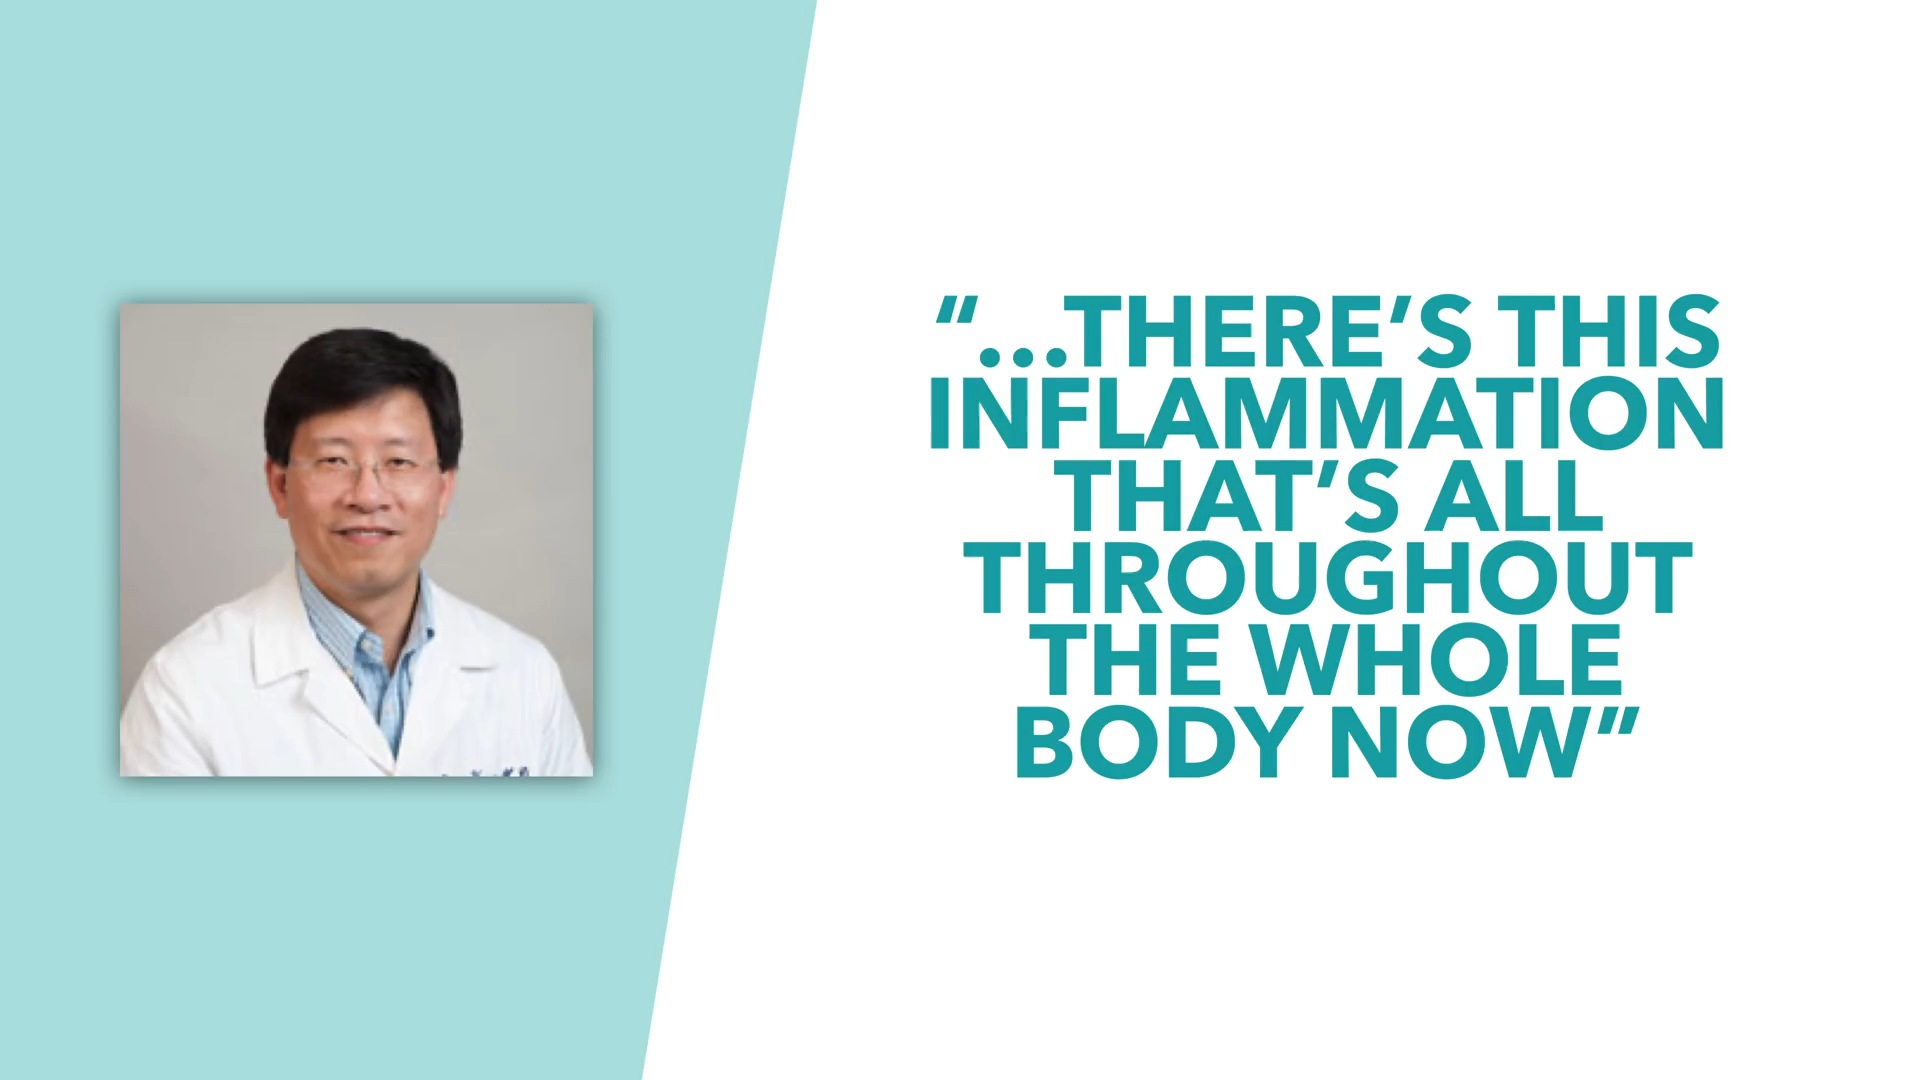 “...THERE’S THIS
INFLAMMATION
THAT’S ALL
THROUGHOUT
THE WHOLE
BODY NOW”